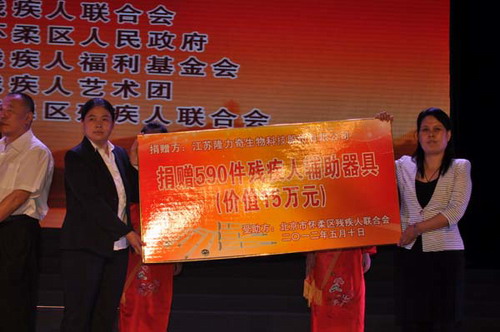 残疾人联合会
怀柔区人民政府
残疾人福利基金会
残疾人艺术团
区残疾人联合会
捐赠方：江苏隆力奇生物科技股份有限公司
捐赠590件残疾人辅助器具
(价值15万元)
受助方：北京市怀柔区残疾人联合会
二〇一二年五月十日